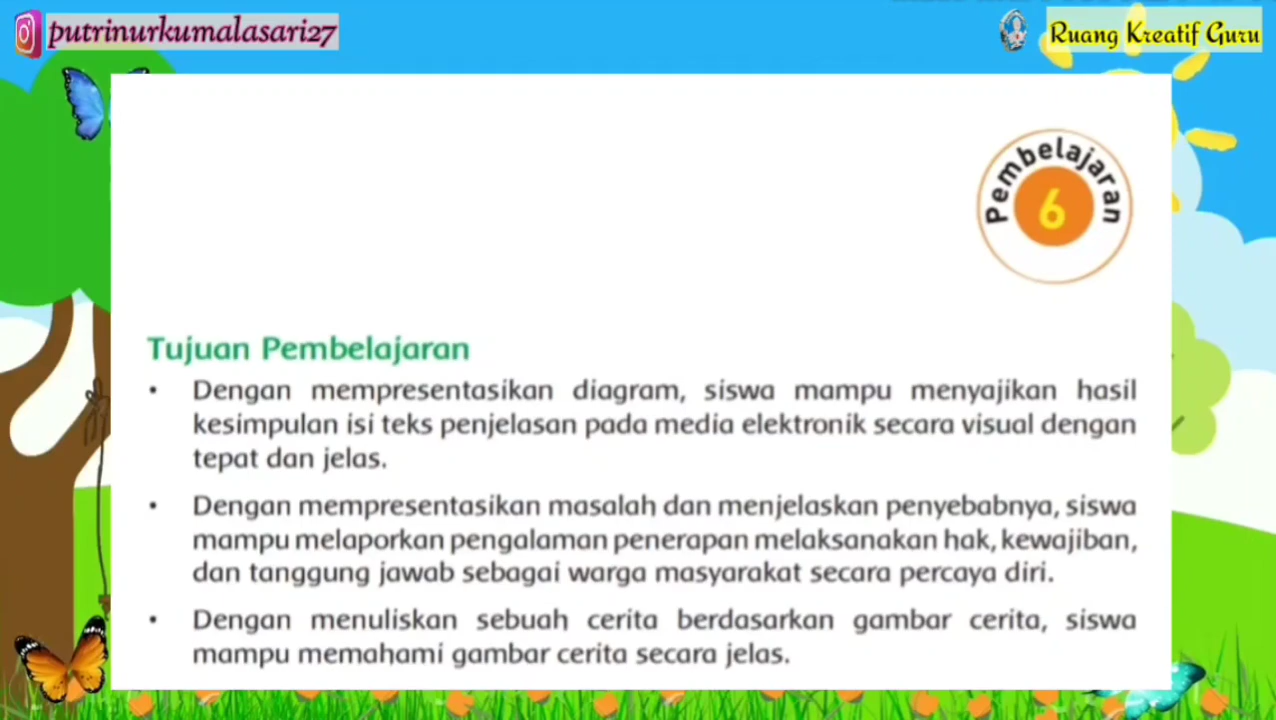 putrinurkumalasari27
Ruang Kreatif Guru
Pembelajaran
6
Tujuan Pembelajaran
• Dengan mempresentasikan diagram, siswa mampu menyajikan hasil
kesimpulan isi teks penjelasan pada media elektronik secara visual dengan
tepat dan jelas.
• Dengan mempresentasikan masalah dan menjelaskan penyebabnya, siswa
mampu melaporkan pengalaman penerapan melaksanakan hak, kewajiban,
dan tanggung jawab sebagai warga masyarakat secara percaya diri.
• Dengan menuliskan sebuah cerita berdasarkan gambar cerita, siswa
mampu memahami gambar cerita secara jelas.